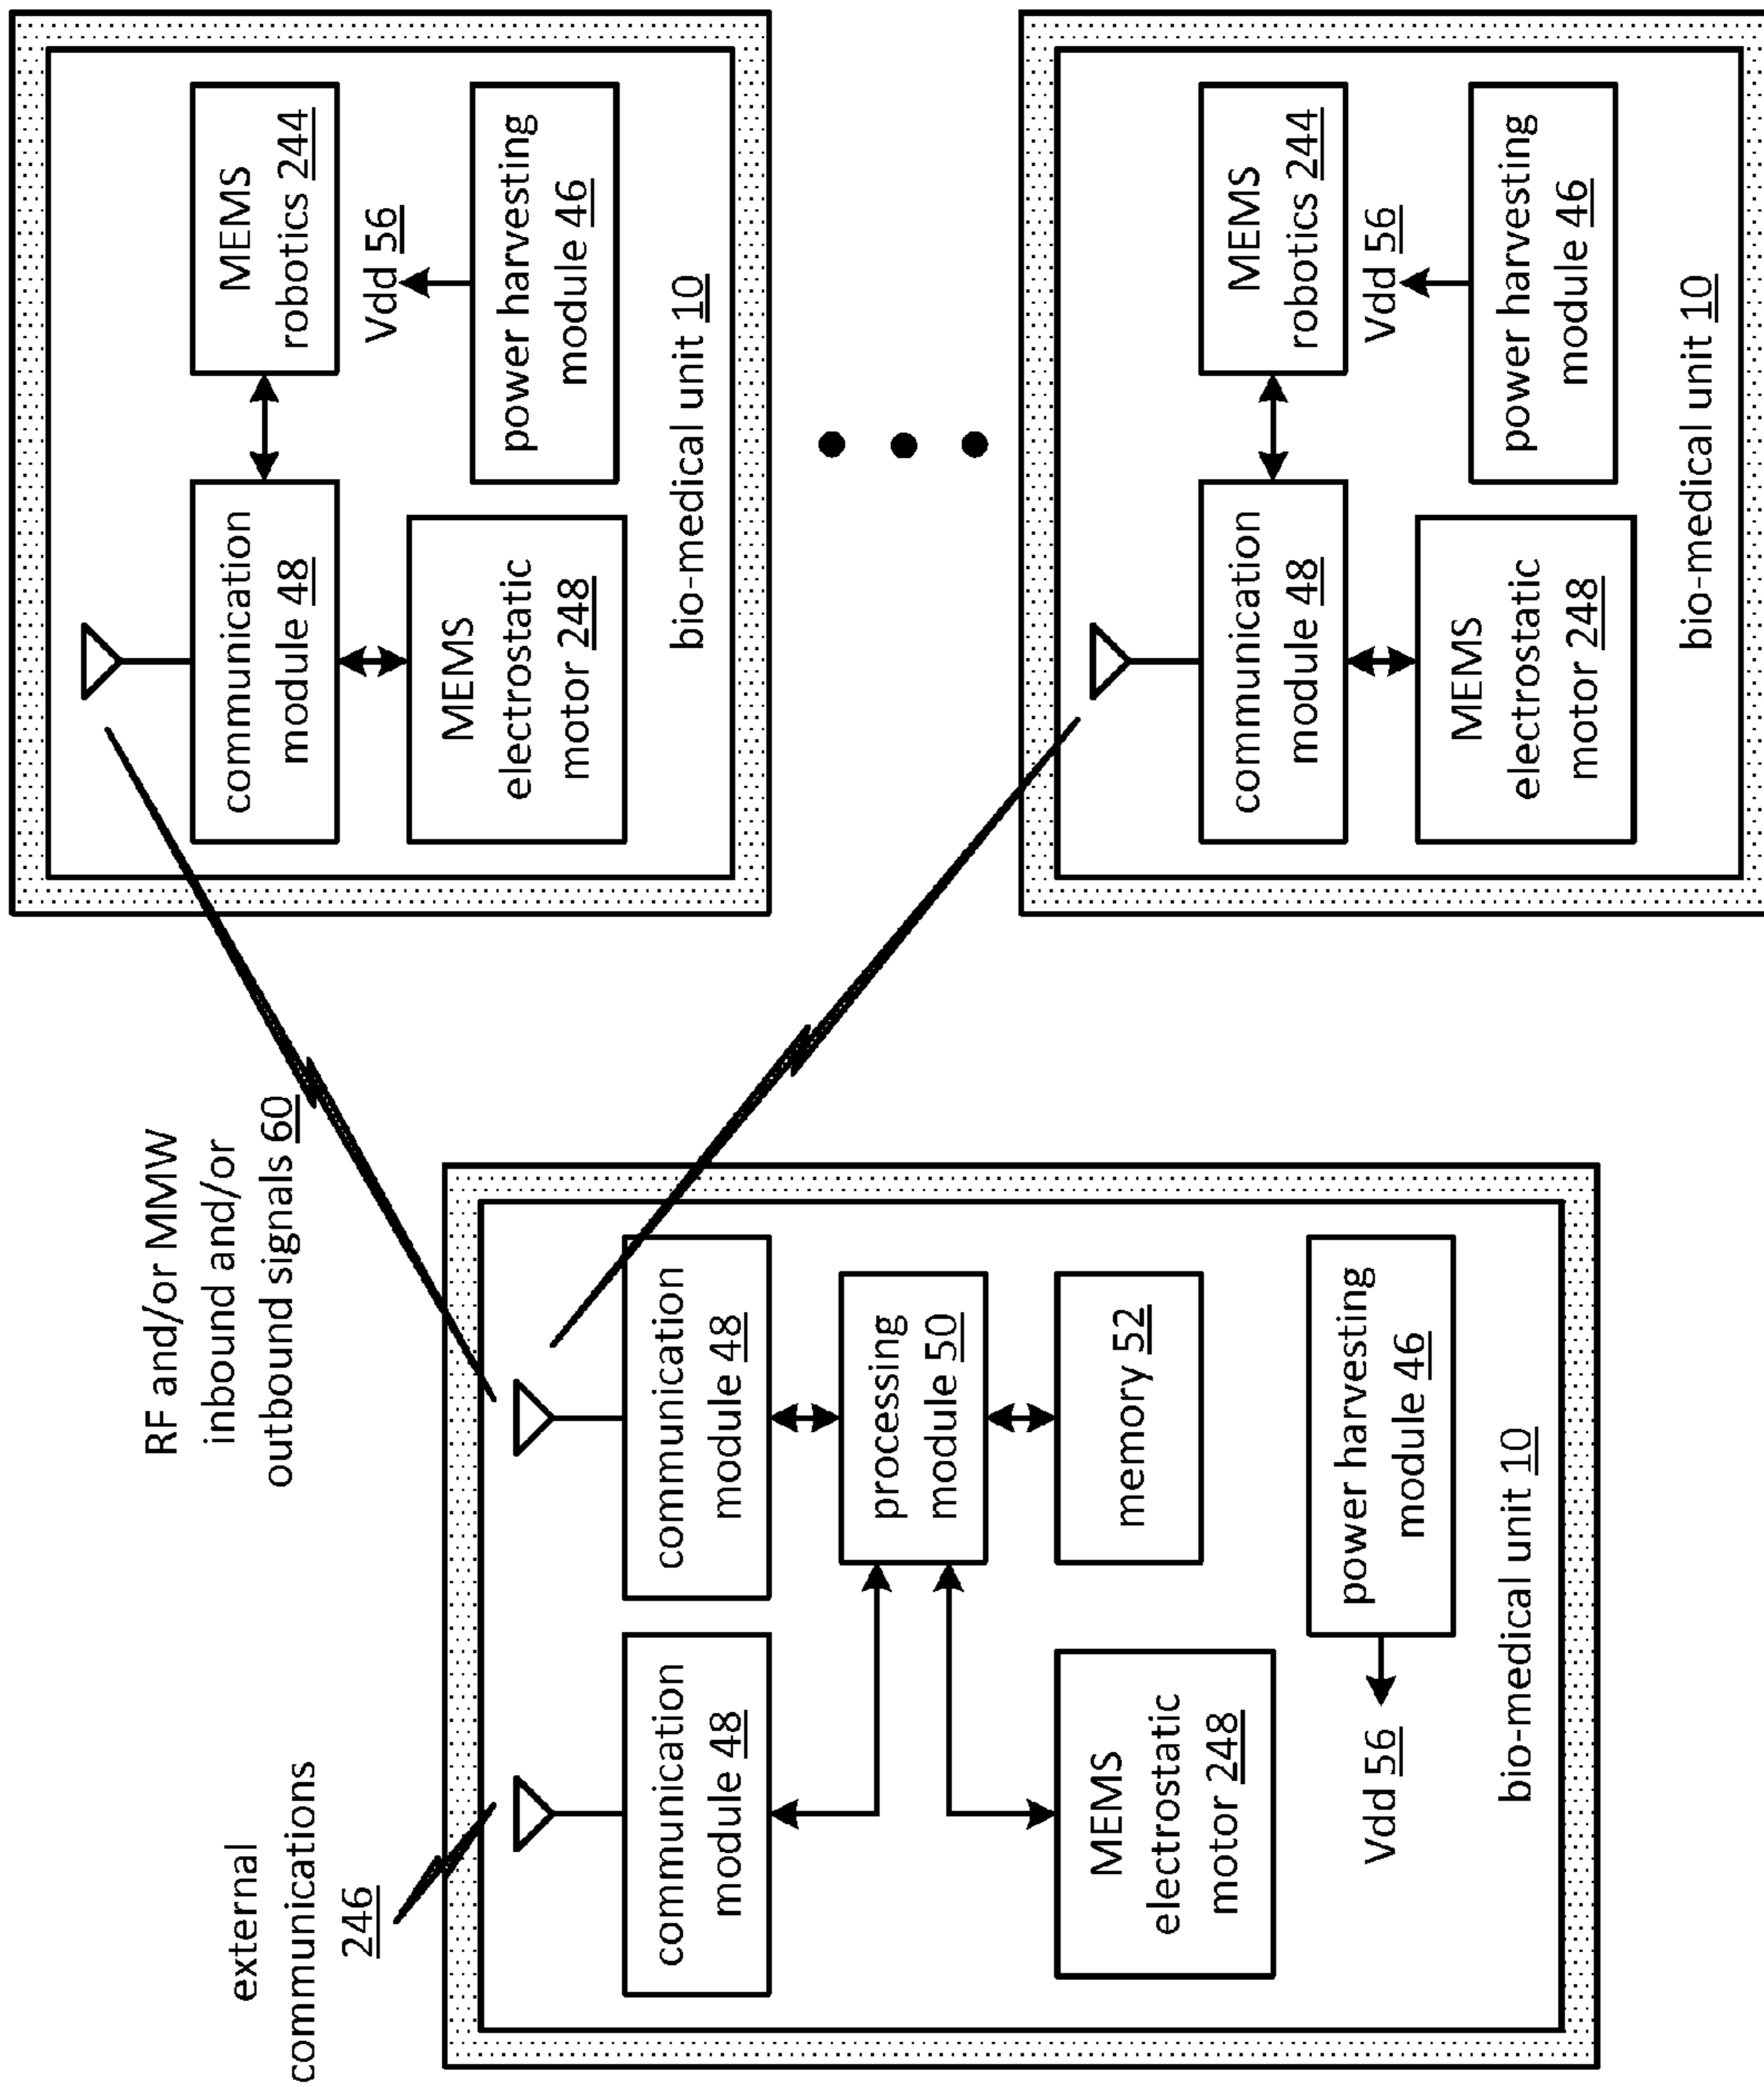 external
communications
246
RF and/or MMW
inbound and/or
outbound signals 60
communication
module 48
communication
module 48
processing
module 50
MEMS
electrostatic
motor 248
memory 52
Vdd 56
power harvesting
module 46
bio-medical unit 10
communication
module 48
MEMS
robotics 244
Vdd 56
MEMS
electrostatic
motor 248
power harvesting
module 46
bio-medical unit 10
communication
module 48
MEMS
robotics 244
Vdd 56
MEMS
electrostatic
motor 248
power harvesting
module 46
bio-medical unit 10